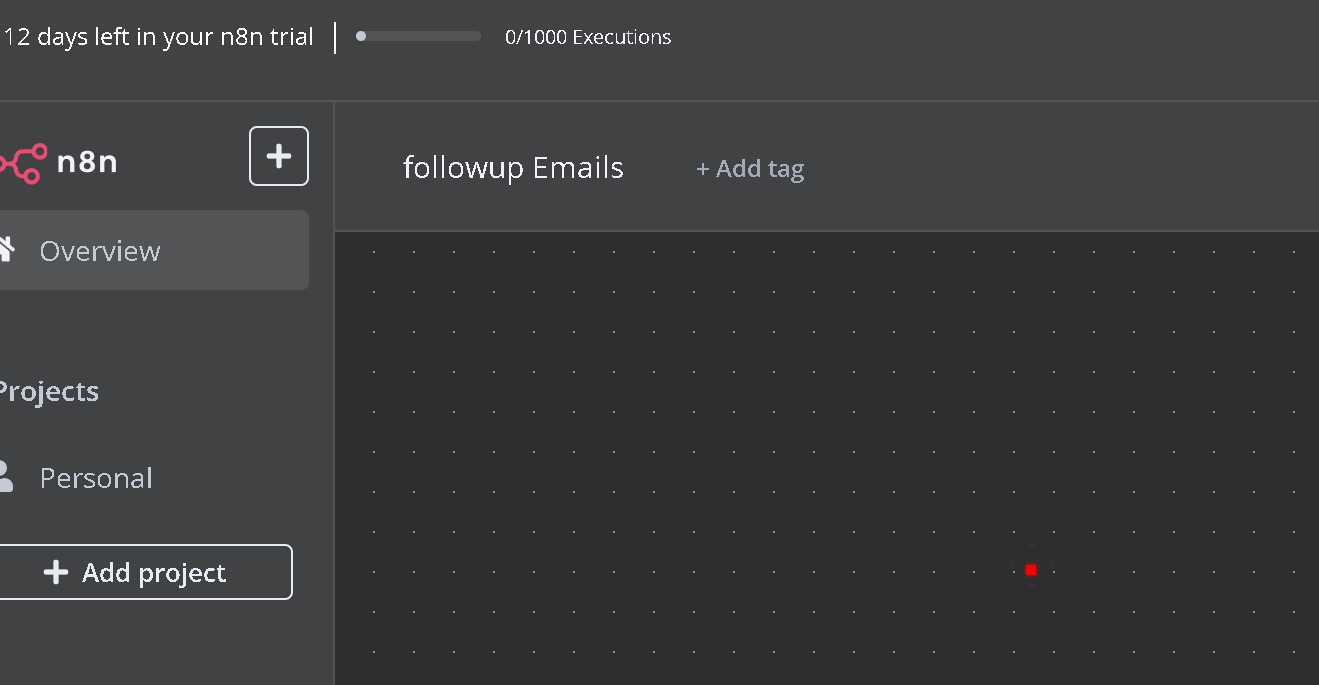 12 days left in your n8n trial
0/1000 Executions
n8n
followup Emails
+ Add tag
Overview
Projects
Personal
Add project